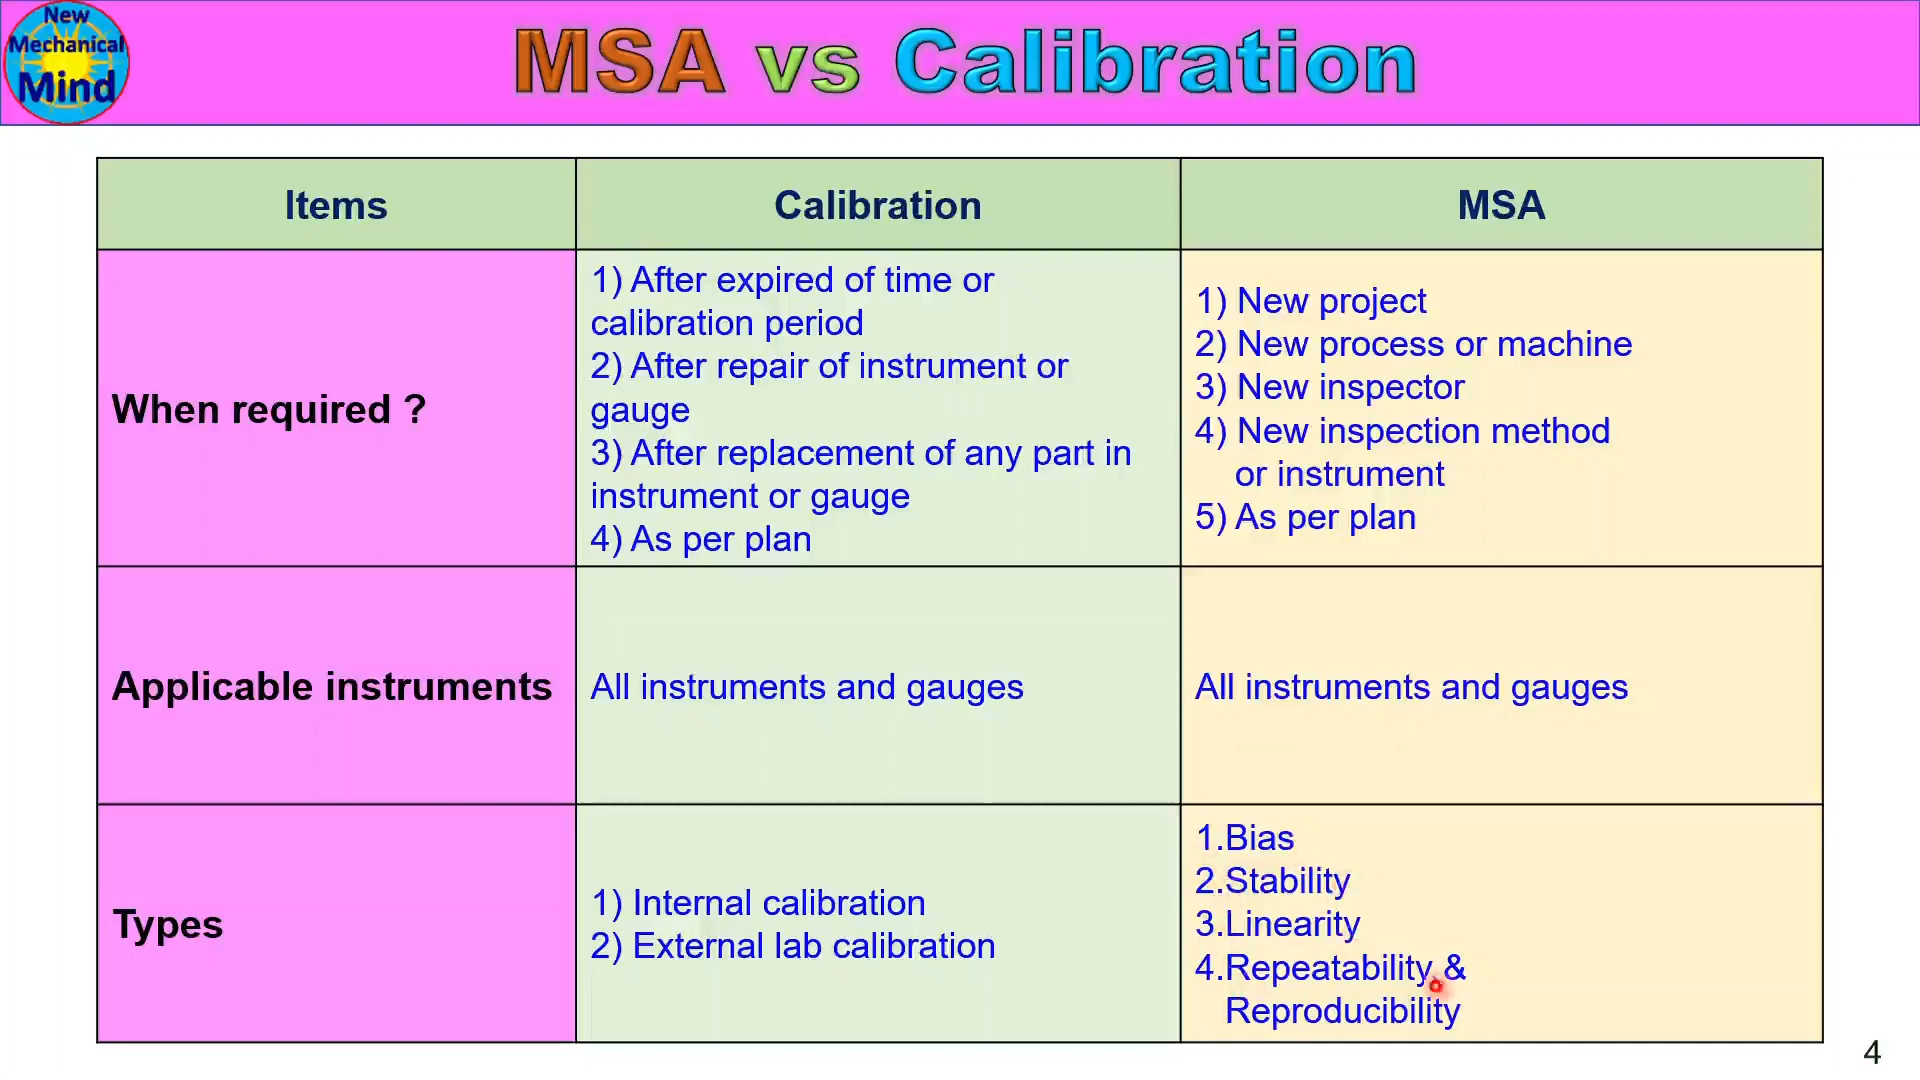 New
Mechanical
Mind
MSA vs Calibration
Items
Calibration
MSA
When required ?
1) After expired of time or
calibration period
2) After repair of instrument or
gauge
3) After replacement of any part in
instrument or gauge
4) As per plan
1) New project
2) New process or machine
3) New inspector
4) New inspection method
or instrument
5) As per plan
Applicable instruments
All instruments and gauges
All instruments and gauges
Types
1) Internal calibration
2) External lab calibration
1.Bias
2.Stability
3.Linearity
4.Repeatability &
Reproducibility
4